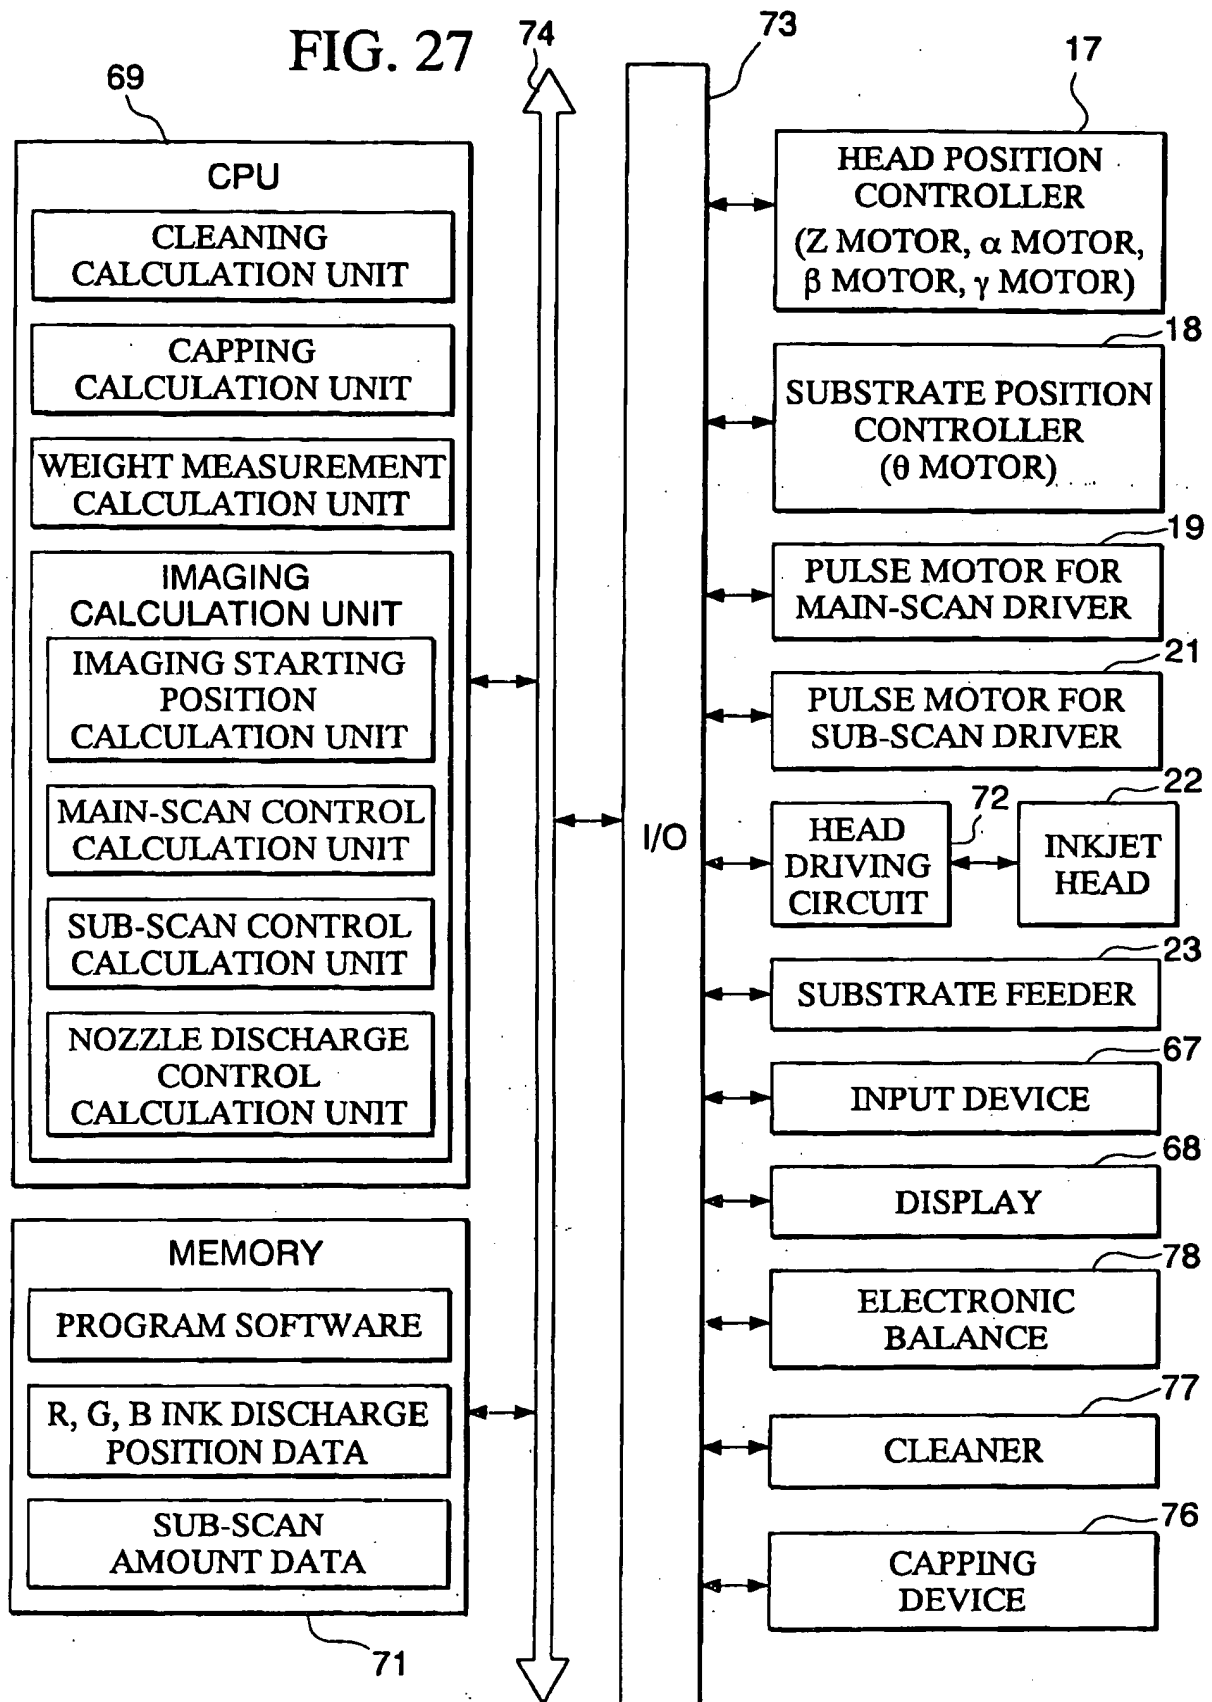 FIG. 27
74
73
69
CPU
CLEANING
CALCULATION UNIT
CAPPING
CALCULATION UNIT
WEIGHT MEASUREMENT
CALCULATION UNIT
IMAGING
CALCULATION UNIT
IMAGING STARTING
POSITION
CALCULATION UNIT
MAIN-SCAN CONTROL
CALCULATION UNIT
SUB-SCAN CONTROL
CALCULATION UNIT
NOZZLE DISCHARGE
CONTROL
CALCULATION UNIT
MEMORY
PROGRAM SOFTWARE
R, G, B INK DISCHARGE
POSITION DATA
SUB-SCAN
AMOUNT DATA
71
I/O
17
HEAD POSITION
CONTROLLER
(Z MOTOR, α MOTOR,
β MOTOR, γ MOTOR)
18
SUBSTRATE POSITION
CONTROLLER
(θ MOTOR)
19
PULSE MOTOR FOR
MAIN-SCAN DRIVER
21
PULSE MOTOR FOR
SUB-SCAN DRIVER
72
HEAD
DRIVING
CIRCUIT
22
INKJET
HEAD
23
SUBSTRATE FEEDER
67
INPUT DEVICE
68
DISPLAY
78
ELECTRONIC
BALANCE
77
CLEANER
76
CAPPING
DEVICE